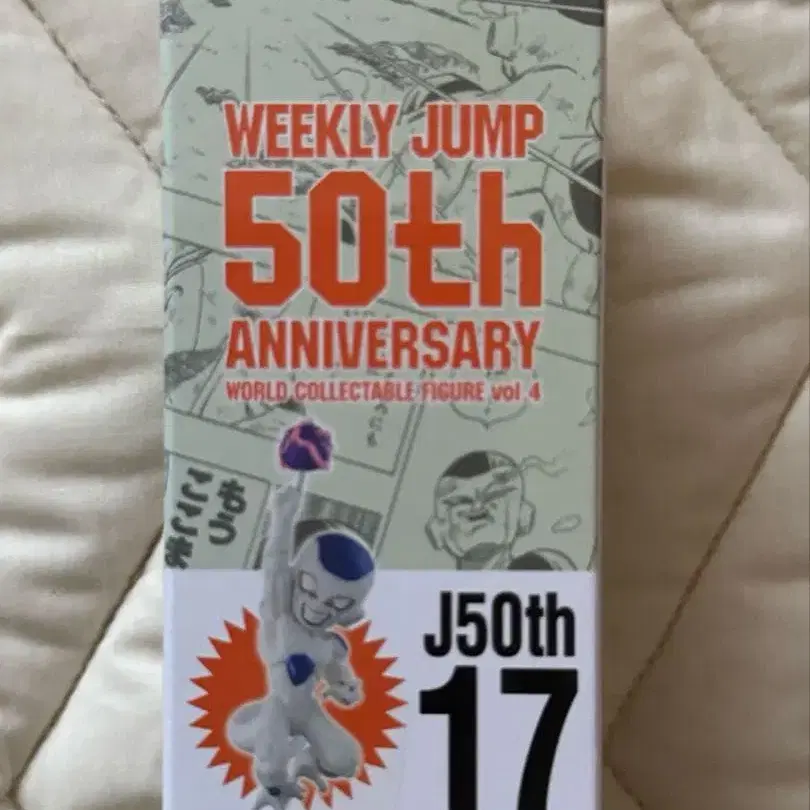 WEEKLY JUMP
50th
ANNIVERSARY
WORLD COLLECTABLE FIGURE vol 4
J50th
17